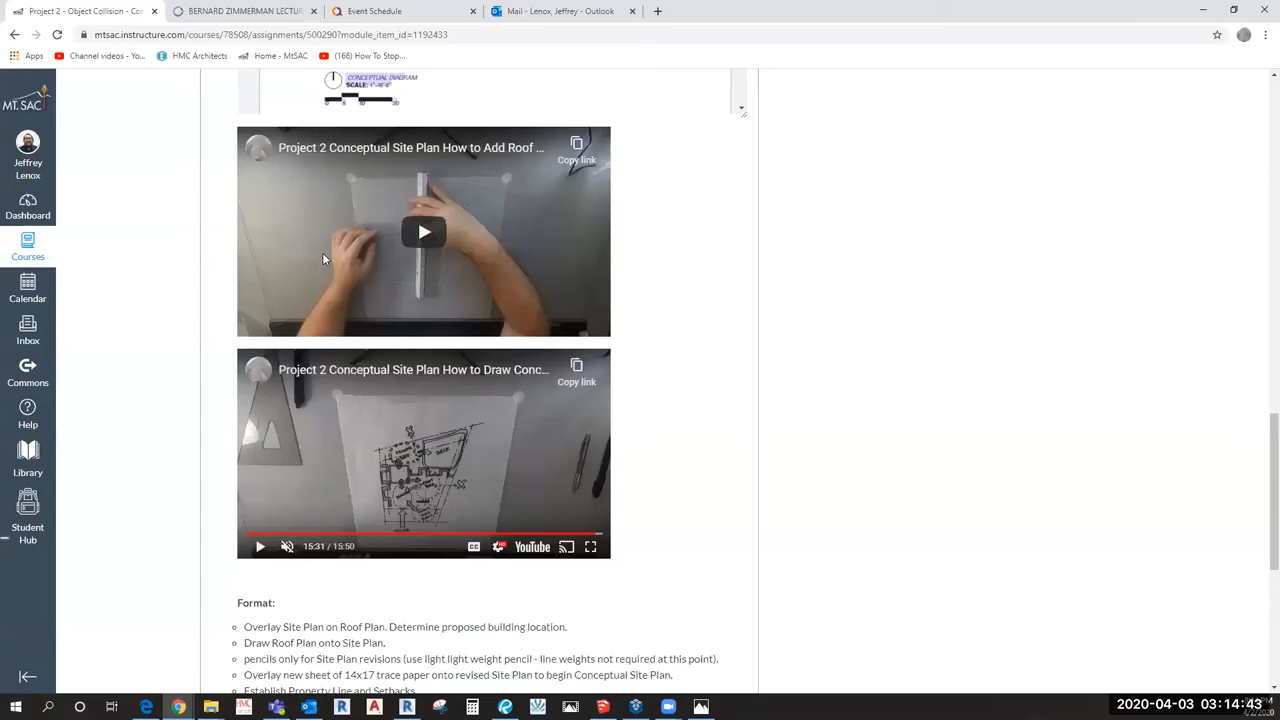 Project 2 - Object Collision - Con
BERNARD ZIMMERMAN LECTUR
Event Schedule
Mail - Lenox, Jeffrey - Outlook
mtsac.instructure.com/courses/78508/assignments/500290?module_item_id=1192433
Apps
Channel videos - Yo...
HMC Architects
Home - MtSAC
(166) How To Stop...
MT. SAC
Jeffrey
Lenox
Dashboard
Courses
Calendar
Inbox
Commons
Help
Library
Student
Hub
CONCEPTUAL DIAGRAM
Project 2 Conceptual Site Plan How to Add Roof ...
Copy link
Project 2 Conceptual Site Plan How to Draw Conc...
Copy link
15:31 / 15:50
CC
YouTube
Format:
Overlay Site Plan on Roof Plan. Determine proposed building location.
Draw Roof Plan onto Site Plan.
pencils only for Site Plan revisions (use light light weight pencil - line weights not required at this point).
Overlay new sheet of 14x17 trace paper onto revised Site Plan to begin Conceptual Site Plan.
Establish Property Line and Setbacks
2020-04-03 03:14:43